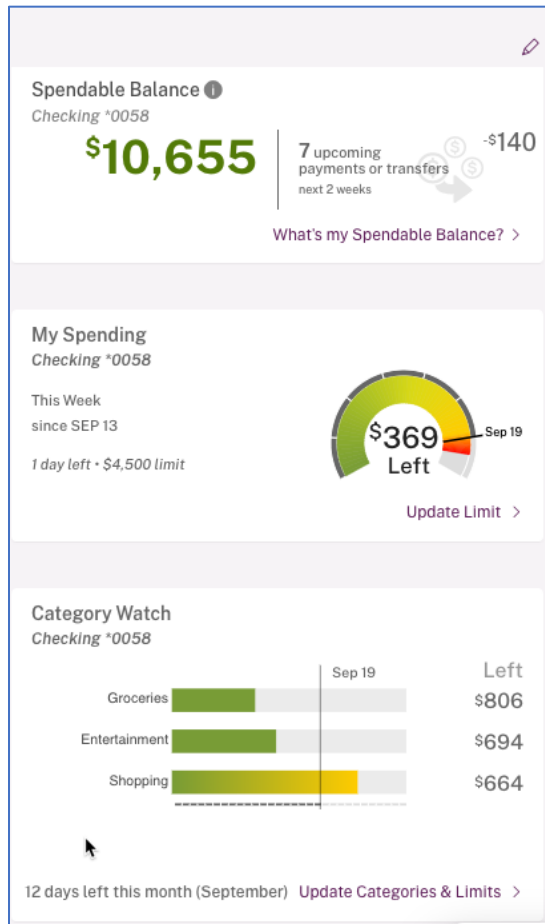 Spendable Balance
Checking *0058
$10,655
7 upcoming
payments or transfers
next 2 weeks
-$140
What's my Spendable Balance? >
My Spending
Checking *0058
This Week
since SEP 13
1 day left • $4,500 limit
$369
Left
Sep 19
Update Limit >
Category Watch
Checking *0058
Sep 19
Left
Groceries $806
Entertainment $694
Shopping $664
12 days left this month (September) Update Categories & Limits >